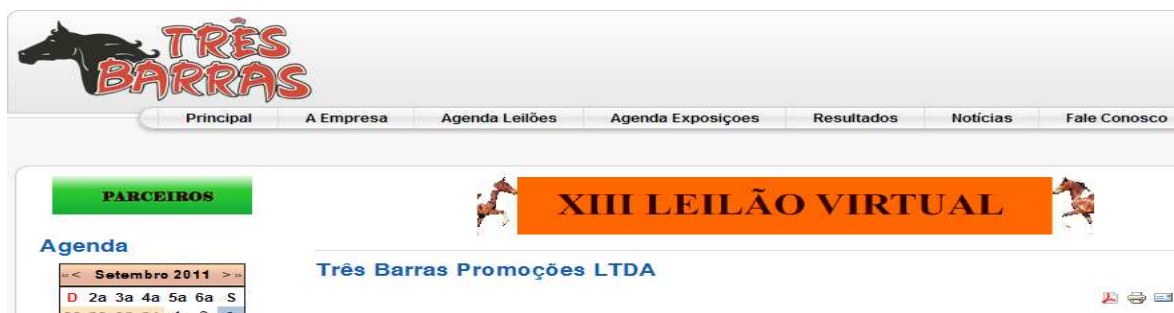 TRÊS
BARRAS
Principal A Empresa Agenda Leilões Agenda Exposiçoes Resultados Notícias Fale Conosco
PARCEIROS
XIII LEILÃO VIRTUAL
Agenda
Três Barras Promoções LTDA
«< Setembro 2011 >»
D 2a 3a 4a 5a 6a S